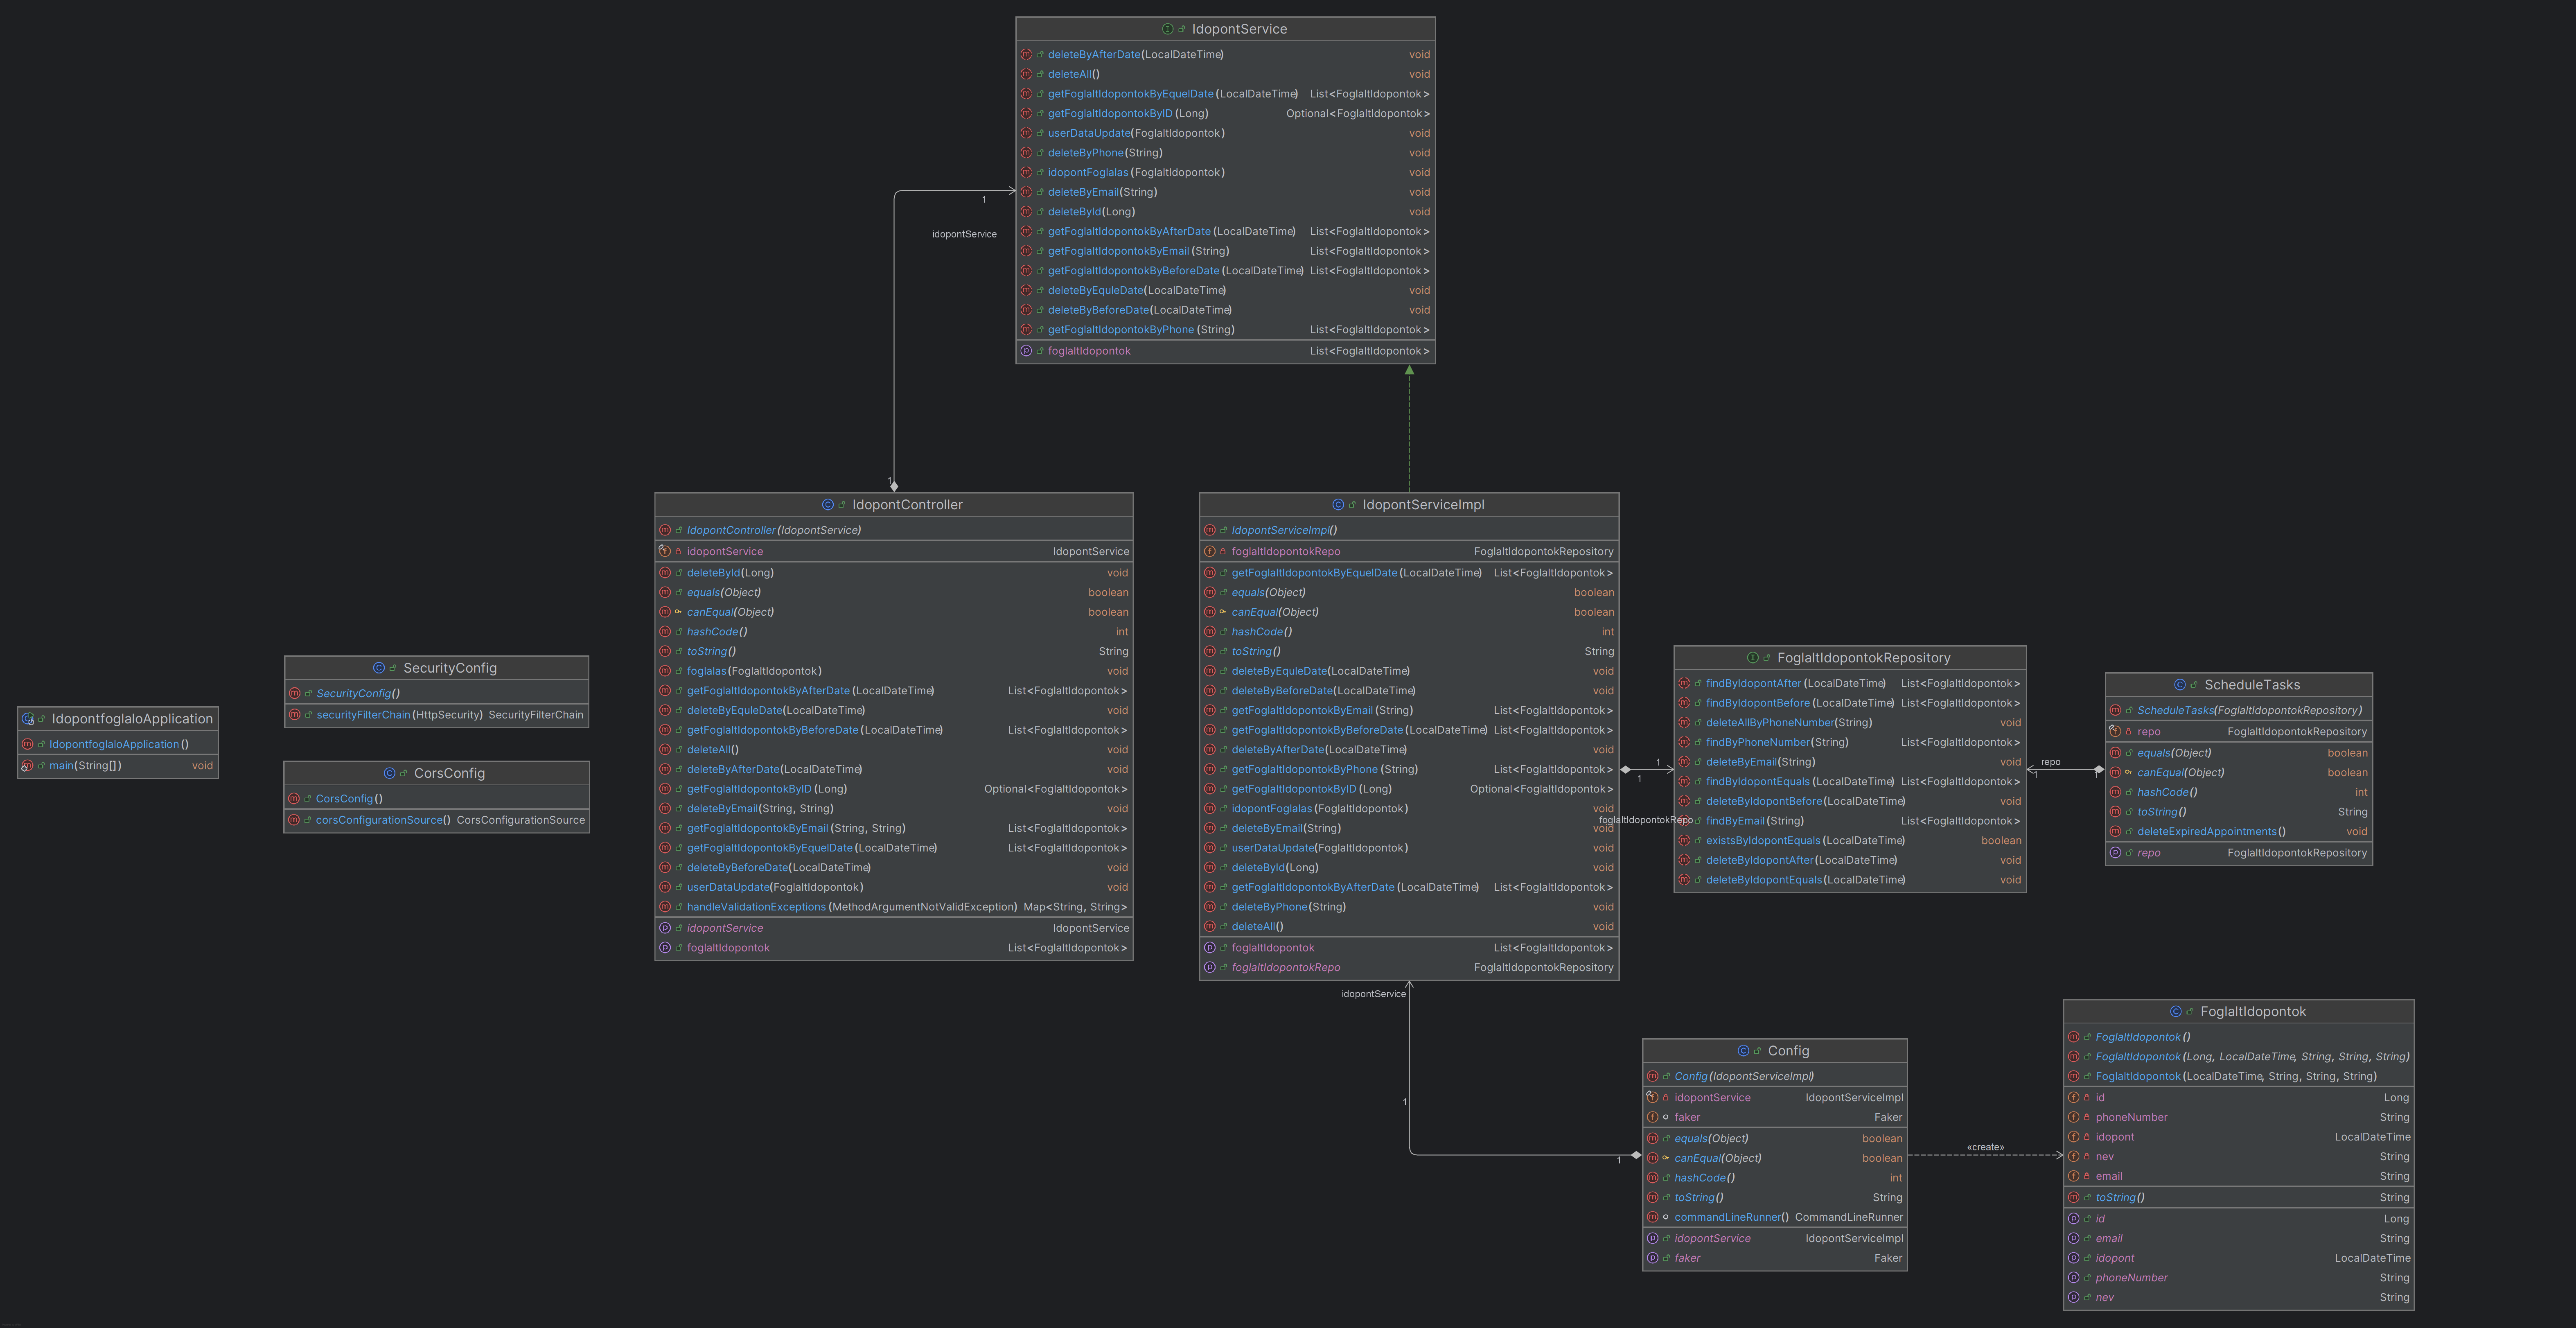 IdopontService
deleteByAfterDate(LocalDateTime) void
deleteAll() void
getFoglaltIdopontokByEquelDate(LocalDateTime) List<FoglaltIdopontok>
getFoglaltIdopontokByID(Long) Optional<FoglaltIdopontok>
userDataUpdate(FoglaltIdopontok) void
deleteByPhone(String) void
idopontFoglalas(FoglaltIdopontok) void
deleteByEmail(String) void
deleteById(Long) void
getFoglaltIdopontokByAfterDate(LocalDateTime) List<FoglaltIdopontok>
getFoglaltIdopontokByEmail(String) List<FoglaltIdopontok>
getFoglaltIdopontokByBeforeDate(LocalDateTime) List<FoglaltIdopontok>
deleteByEquleDate(LocalDateTime) void
deleteByBeforeDate(LocalDateTime) void
getFoglaltIdopontokByPhone(String) List<FoglaltIdopontok>
foglaltIdopontok List<FoglaltIdopontok>
1
idopontService
1
IdopontController
IdopontController(IdopontService)
idopontService IdopontService
deleteById(Long) void
equals(Object) boolean
canEqual(Object) boolean
hashCode() int
toString() String
foglalas(FoglaltIdopontok) void
getFoglaltIdopontokByAfterDate(LocalDateTime) List<FoglaltIdopontok>
deleteByEquleDate(LocalDateTime) void
getFoglaltIdopontokByBeforeDate(LocalDateTime) List<FoglaltIdopontok>
deleteAll() void
deleteByAfterDate(LocalDateTime) void
getFoglaltIdopontokByID(Long) Optional<FoglaltIdopontok>
deleteByEmail(String, String) void
getFoglaltIdopontokByEmail(String, String) List<FoglaltIdopontok>
getFoglaltIdopontokByEquelDate(LocalDateTime) List<FoglaltIdopontok>
deleteByBeforeDate(LocalDateTime) void
userDataUpdate(FoglaltIdopontok) void
handleValidationExceptions(MethodArgumentNotValidException) Map<String, String>
idopontService IdopontService
foglaltIdopontok List<FoglaltIdopontok>
IdopontServiceImpl
IdopontServiceImpl()
foglaltIdopontokRepo FoglaltIdopontokRepository
getFoglaltIdopontokByEquelDate(LocalDateTime) List<FoglaltIdopontok>
equals(Object) boolean
canEqual(Object) boolean
hashCode() int
toString() String
deleteByEquleDate(LocalDateTime) void
deleteByBeforeDate(LocalDateTime) void
getFoglaltIdopontokByEmail(String) List<FoglaltIdopontok>
getFoglaltIdopontokByBeforeDate(LocalDateTime) List<FoglaltIdopontok>
deleteByAfterDate(LocalDateTime) void
getFoglaltIdopontokByPhone(String) List<FoglaltIdopontok>
getFoglaltIdopontokByID(Long) Optional<FoglaltIdopontok>
idopontFoglalas(FoglaltIdopontok) void
deleteByEmail(String) void
userDataUpdate(FoglaltIdopontok) void
deleteById(Long) void
getFoglaltIdopontokByAfterDate(LocalDateTime) List<FoglaltIdopontok>
deleteByPhone(String) void
deleteAll() void
foglaltIdopontok List<FoglaltIdopontok>
foglaltIdopontokRepo FoglaltIdopontokRepository
SecurityConfig
SecurityConfig()
securityFilterChain(HttpSecurity) SecurityFilterChain
IdopontfoglaloApplication
IdopontfoglaloApplication()
main(String[]) void
CorsConfig
CorsConfig()
corsConfigurationSource() CorsConfigurationSource
1
1
foglaltIdopontokRepo
FoglaltIdopontokRepository
findByIdopontAfter(LocalDateTime) List<FoglaltIdopontok>
findByIdopontBefore(LocalDateTime) List<FoglaltIdopontok>
deleteAllByPhoneNumber(String) void
findByPhoneNumber(String) List<FoglaltIdopontok>
deleteByEmail(String) void
findByIdopontEquals(LocalDateTime) List<FoglaltIdopontok>
deleteByIdopontBefore(LocalDateTime) void
findByEmail(String) List<FoglaltIdopontok>
existsByIdopontEquals(LocalDateTime) boolean
deleteByIdopontAfter(LocalDateTime) void
deleteByIdopontEquals(LocalDateTime) void
repo
1
1
ScheduleTasks
ScheduleTasks(FoglaltIdopontokRepository)
repo FoglaltIdopontokRepository
equals(Object) boolean
canEqual(Object) boolean
hashCode() int
toString() String
deleteExpiredAppointments() void
repo FoglaltIdopontokRepository
idopontService
1
1
Config
Config(IdopontServiceImpl)
idopontService IdopontServiceImpl
faker Faker
equals(Object) boolean
canEqual(Object) boolean
hashCode() int
toString() String
commandLineRunner() CommandLineRunner
idopontService IdopontServiceImpl
faker Faker
«create»
FoglaltIdopontok
FoglaltIdopontok()
FoglaltIdopontok(Long, LocalDateTime, String, String, String)
FoglaltIdopontok(LocalDateTime, String, String, String)
id Long
phoneNumber String
idopont LocalDateTime
nev String
email String
toString() String
id Long
email String
idopont LocalDateTime
phoneNumber String
nev String